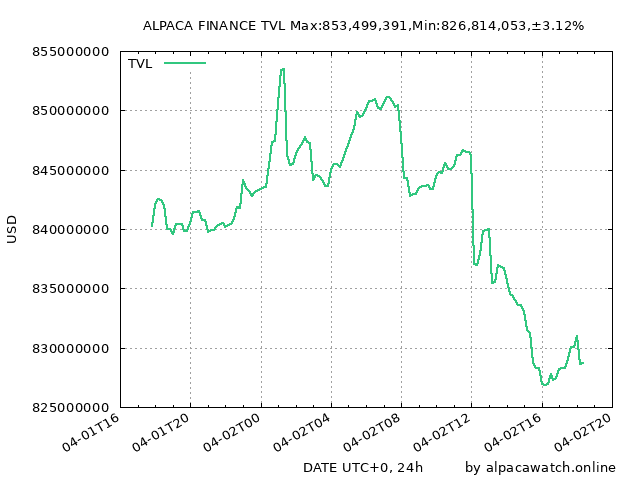 ALPACA FINANCE TVL Max:853,499,391,Min:826,814,053,±3.12%
855000000
TVL
850000000
845000000
840000000
835000000
830000000
825000000
USD
04-01T16
04-01T20
04-02T00
04-02T04
04-02T08
04-02T12
04-02T16
04-02T20
DATE UTC+0, 24h
by alpacawatch.online